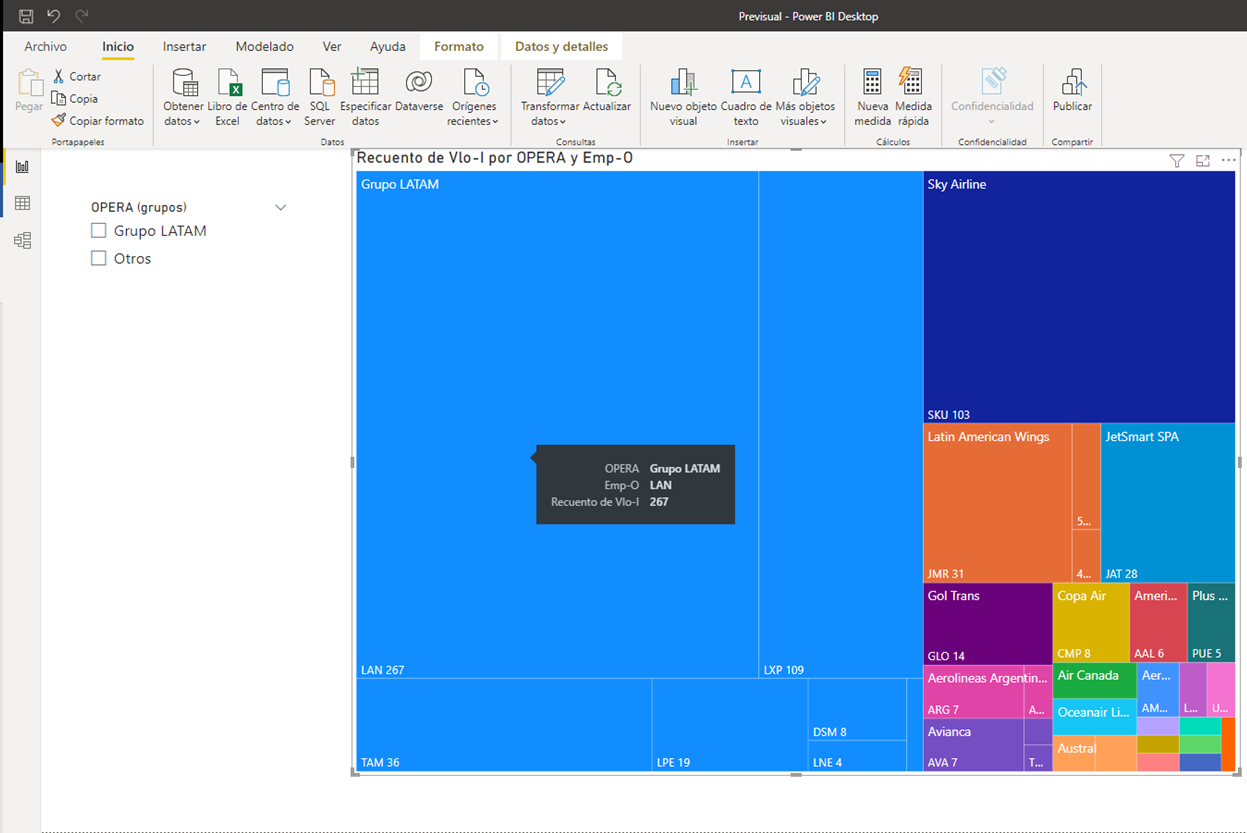 Previsual - Power BI Desktop
Archivo Inicio Insertar Modelado Ver Ayuda Formato Datos y detalles
Pegar
Cortar
Copia
Copiar formato
Portapapeles
Obtener datos
Libro de Excel
Centro de datos
SQL Server
Especificar datos
Dataverse
Orígenes recientes
Datos
Transformar datos
Actualizar
Consultas
Nuevo objeto visual
Cuadro de texto
Más objetos visuales
Insertar
Nueva medida
Medida rápida
Cálculos
Confidencialidad
Confidencialidad
Publicar
Compartir
OPERA (grupos)
Grupo LATAM
Otros
Recuento de Vlo-I por OPERA y Emp-O
Grupo LATAM
OPERA Grupo LATAM
Emp-O LAN
Recuento de Vlo-I 267
LAN 267
LXP 109
TAM 36
LPE 19
DSM 8
LNE 4
Sky Airline
SKU 103
Latin American Wings
JMR 31
5...
4...
JetSmart SPA
JAT 28
Gol Trans
GLO 14
Copa Air
CMP 8
Ameri...
AAL 6
Plus ...
PUE 5
Aerolineas Argentin...
ARG 7
A...
Avianca
AVA 7
T...
Air Canada
Oceanair Li...
Austral
Aer...
AM...
L...
U...